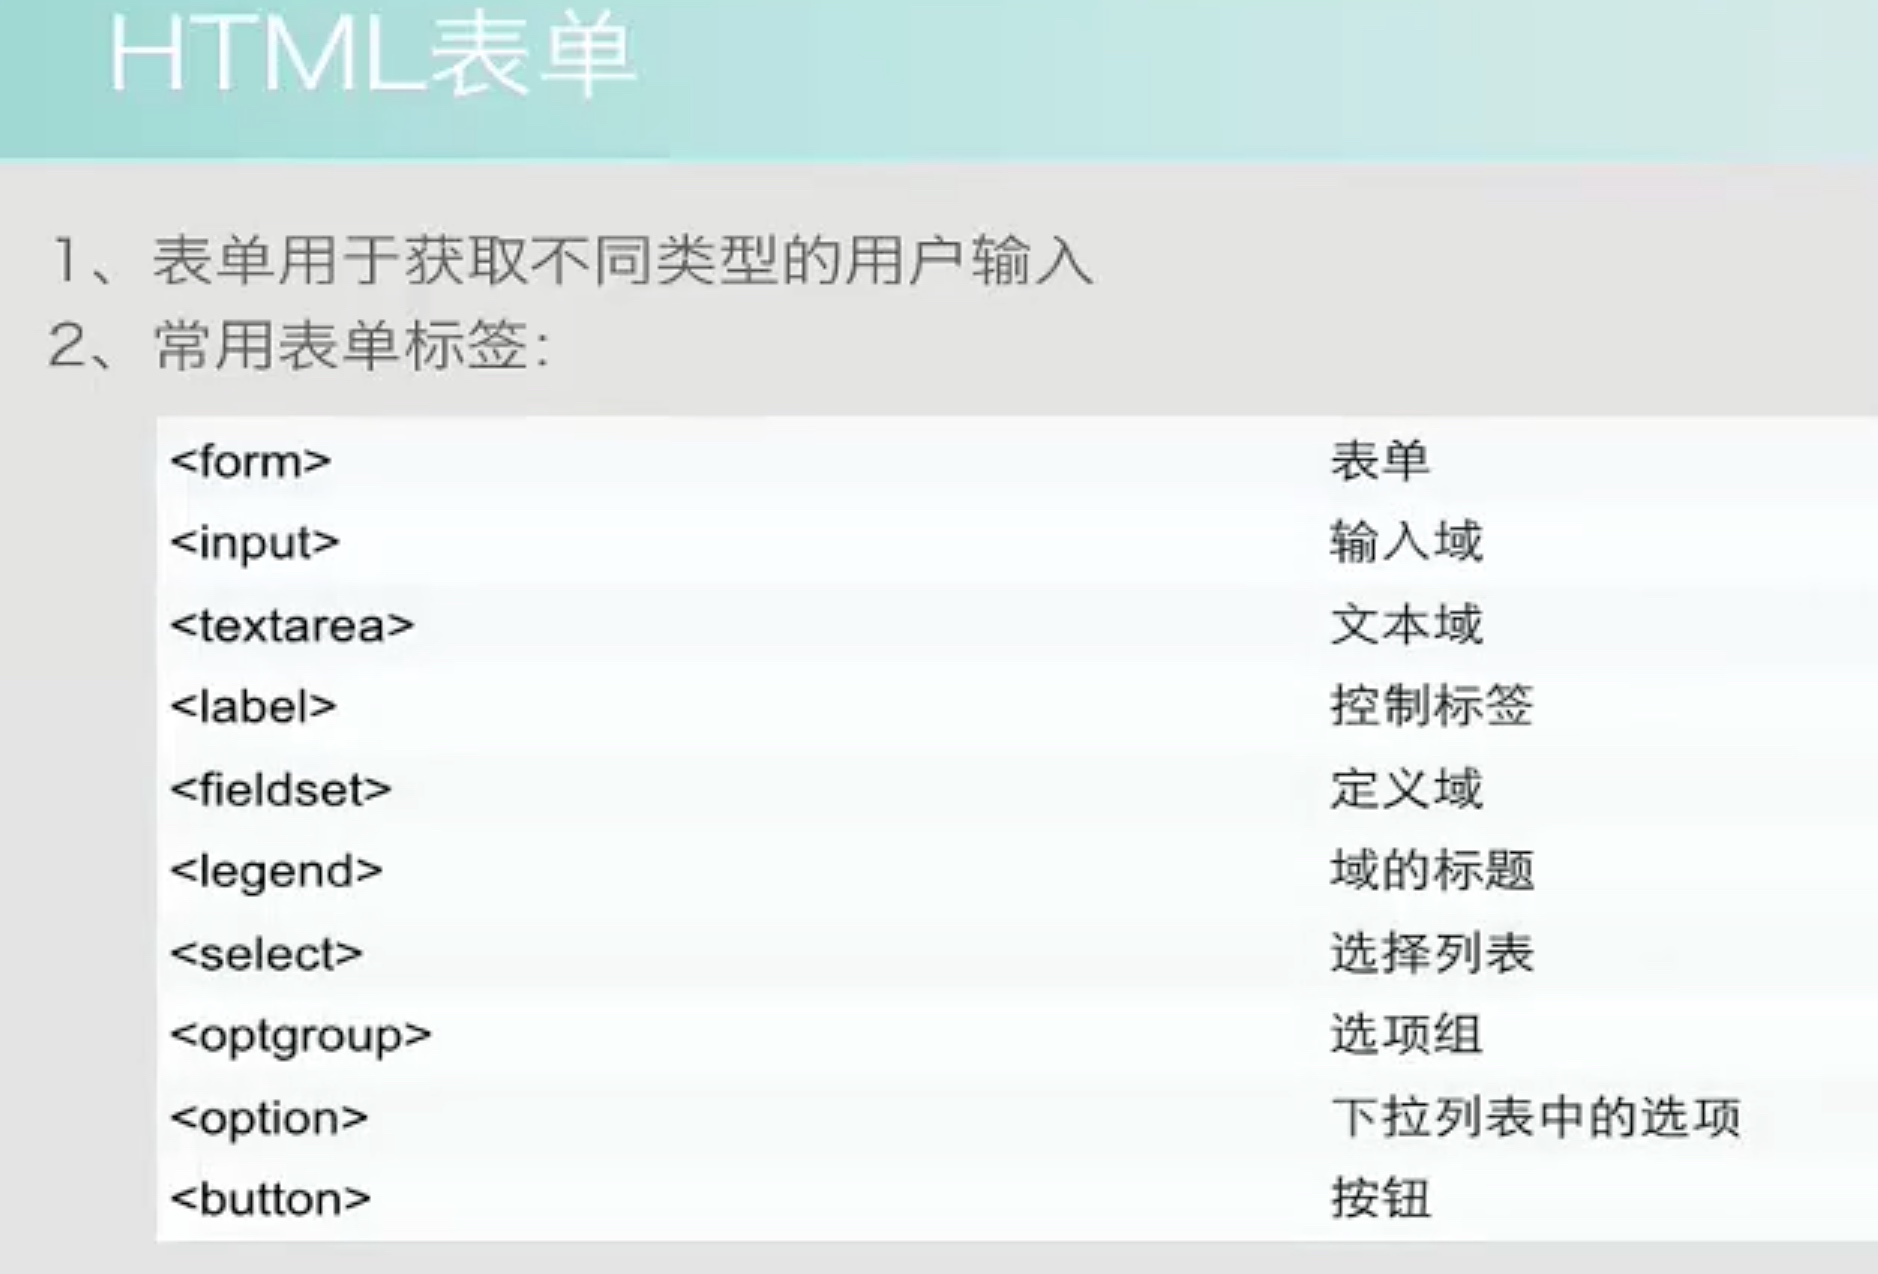 HTML表单
1、表单用于获取不同类型的用户输入
2、常用表单标签：
<form> 表单
<input> 输入域
<textarea> 文本域
<label> 控制标签
<fieldset> 定义域
<legend> 域的标题
<select> 选择列表
<optgroup> 选项组
<option> 下拉列表中的选项
<button> 按钮